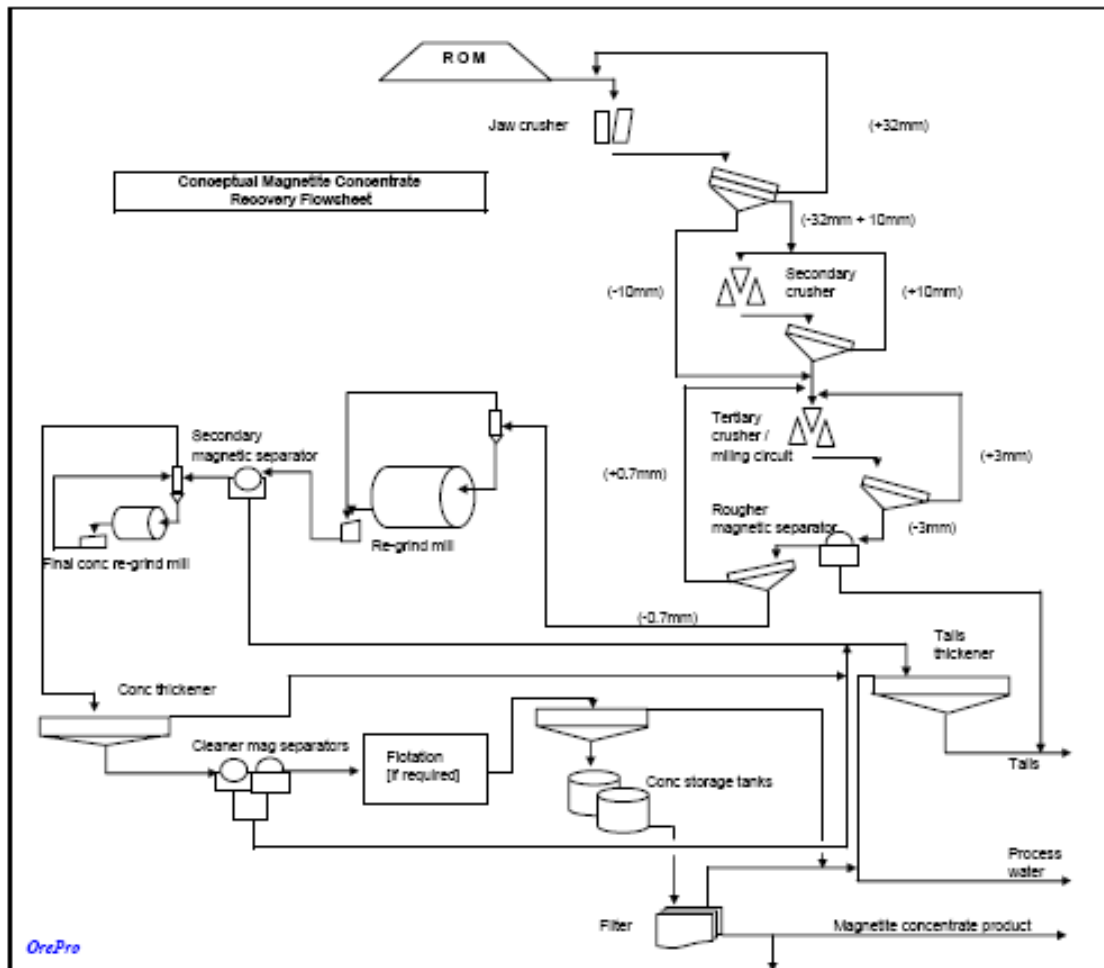 R O M
Jaw crusher
(+32mm)
Conceptual Magnetite Concentrate
Recovery Flowsheet
(-32mm + 10mm)
Secondary
crusher
(-10mm)
(+10mm)
Secondary
magnetic separator
Tertiary
crusher /
milling circuit
(+0.7mm)
(+3mm)
Rougher
magnetic separator
(-3mm)
Re-grind mill
Final conc re-grind mill
(-0.7mm)
Tails
thickener
Conc thickener
Cleaner mag separators
Flotation
[if required]
Conc storage tanks
Tails
Process
water
Filter
Magnetite concentrate product
OrePro